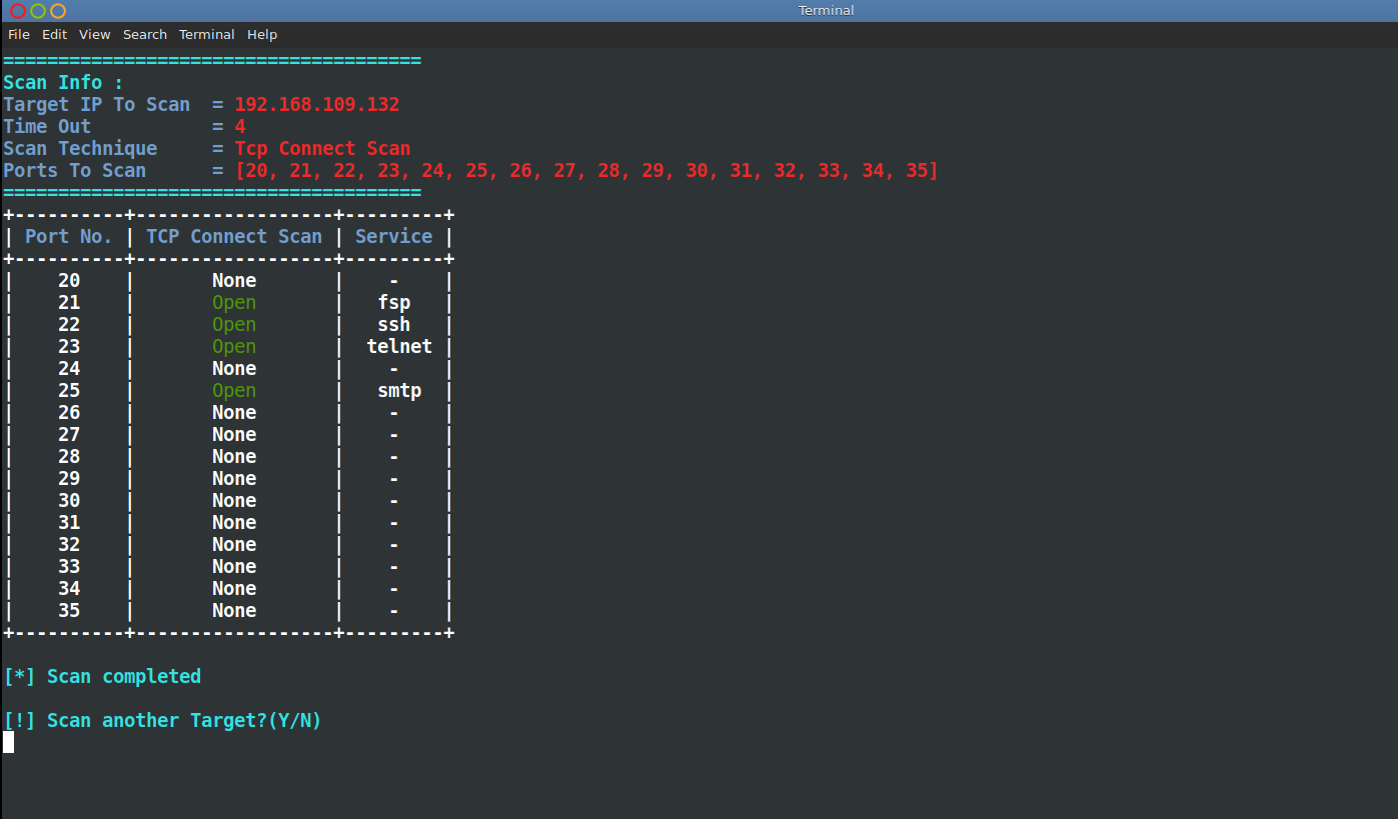 Terminal
File Edit View Search Terminal Help
======================================
Scan Info :
Target IP To Scan  = 192.168.109.132
Time Out           = 4
Scan Technique     = Tcp Connect Scan
Ports To Scan      = [20, 21, 22, 23, 24, 25, 26, 27, 28, 29, 30, 31, 32, 33, 34, 35]
======================================
+----------+------------------+---------+
| Port No. | TCP Connect Scan | Service |
+----------+------------------+---------+
|    20    |       None       |    -    |
|    21    |       Open       |   fsp   |
|    22    |       Open       |   ssh   |
|    23    |       Open       |  telnet |
|    24    |       None       |    -    |
|    25    |       Open       |   smtp  |
|    26    |       None       |    -    |
|    27    |       None       |    -    |
|    28    |       None       |    -    |
|    29    |       None       |    -    |
|    30    |       None       |    -    |
|    31    |       None       |    -    |
|    32    |       None       |    -    |
|    33    |       None       |    -    |
|    34    |       None       |    -    |
|    35    |       None       |    -    |
+----------+------------------+---------+
[*] Scan completed
[!] Scan another Target?(Y/N)